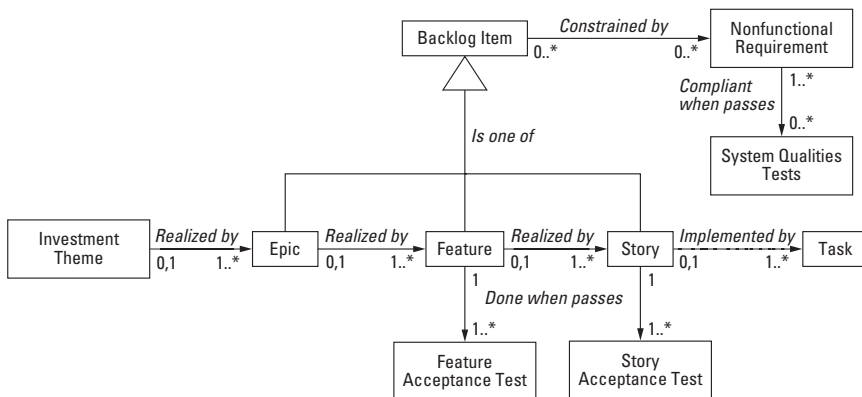 Backlog Item
Constrained by
0..*
0..*
Nonfunctional
Requirement
1..*
Compliant
when passes
0..*
System Qualities
Tests
Is one of
Investment
Theme
Realized by
0,1
1..*
Epic
Realized by
0,1
1..*
Feature
Realized by
0,1
1..*
Story
Implemented by
0,1
1..*
Task
1
Done when passes
1
1..*
1..*
Feature
Acceptance Test
Story
Acceptance Test